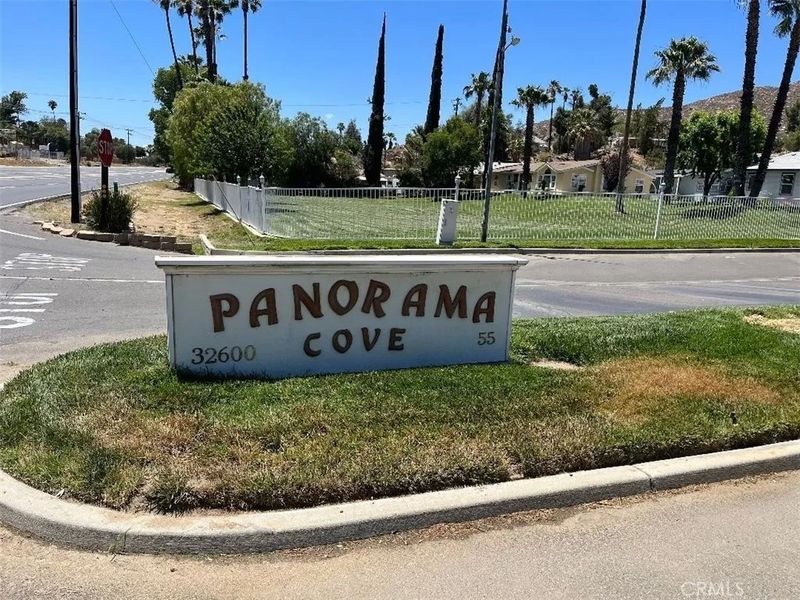 STOP
PANORAMA
COVE
32600
55
CRMLS